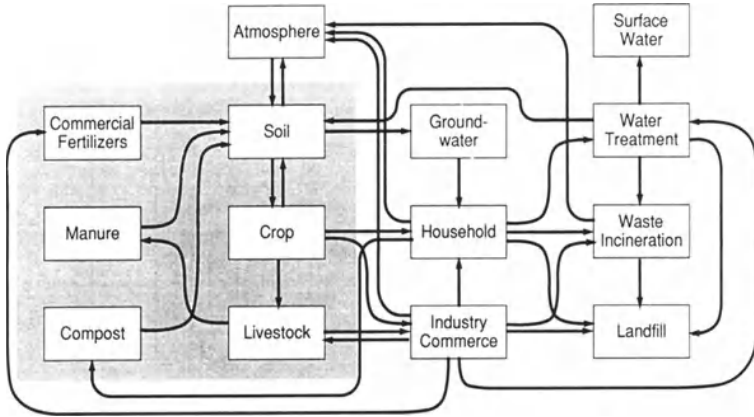 Atmosphere
Surface
Water
Commercial
Fertilizers
Soil
Ground-
water
Water
Treatment
Manure
Crop
Household
Waste
Incineration
Compost
Livestock
Industry
Commerce
Landfill